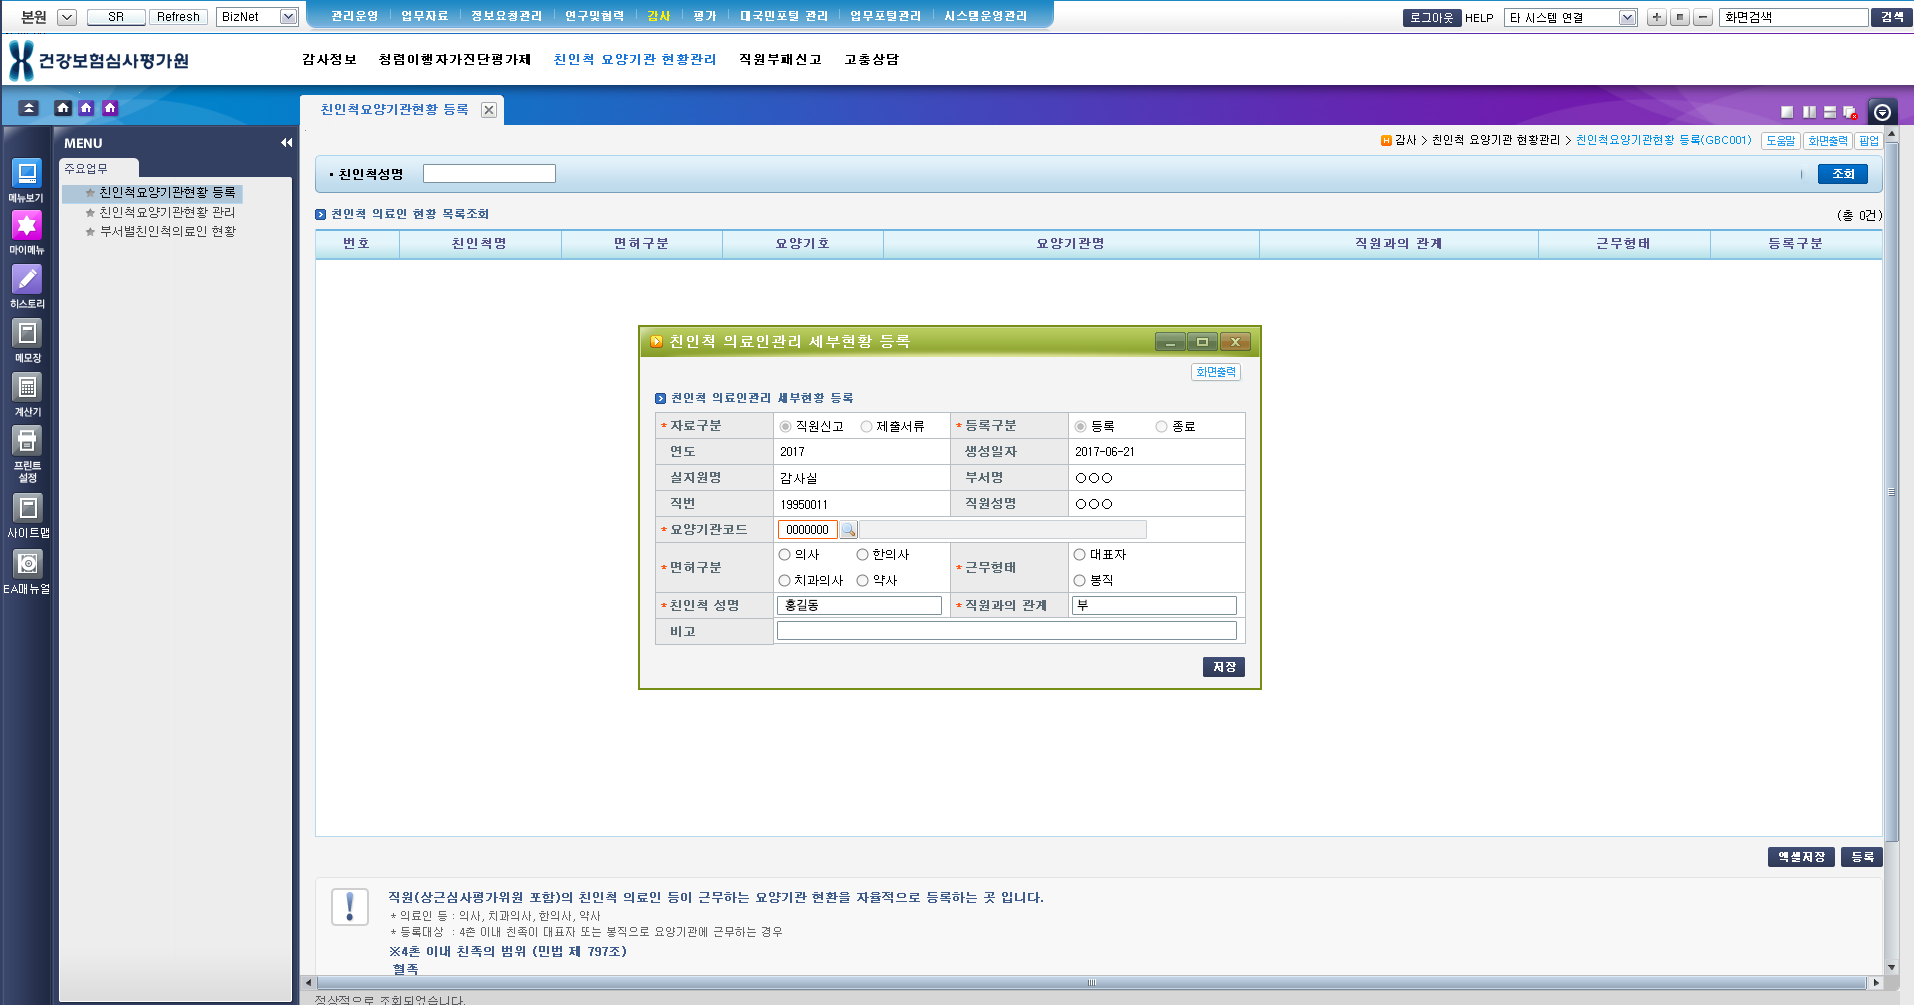 본원 SR Refresh BizNet 관리운영 업무자료 정보요청관리 연구및협력 감사 평가 대국민포털 관리 업무포털관리 시스템운영관리 로그아웃 HELP 타 시스템 연결 화면검색 검색
건강보험심사평가원 감사정보 청렴이행자가진단평가제 친인척 요양기관 현황관리 직원부패신고 고충상담
친인척요양기관현황 등록
MENU
주요업무
친인척요양기관현황 등록
친인척요양기관현황 관리
부서별친인척의료인 현황
메뉴보기
마이메뉴
히스토리
메모장
계산기
프린트
설정
사이트맵
EA매뉴얼
감사 > 친인척 요양기관 현황관리 > 친인척요양기관현황 등록(GBC001) 도움말 화면출력 팝업
• 친인척성명 조회
친인척 의료인 현황 목록조회 (총 0건)
번호 친인척명 면허구분 요양기호 요양기관명 직원과의 관계 근무형태 등록구분
친인척 의료인관리 세부현황 등록
화면출력
친인척 의료인관리 세부현황 등록
* 자료구분 직원신고 제출서류 * 등록구분 등록 종료
연도 2017 생성일자 2017-06-21
실지원명 감사실 부서명 ○○○
직번 19950011 직원성명 ○○○
* 요양기관코드 0000000
* 면허구분 의사 한의사 치과의사 약사 * 근무형태 대표자 봉직
* 친인척 성명 홍길동 * 직원과의 관계 부
비고
저장
엑셀저장 등록
직원(상근심사평가위원 포함)의 친인척 의료인 등이 근무하는 요양기관 현환을 자율적으로 등록하는 곳 입니다.
* 의료인 등 : 의사, 치과의사, 한의사, 약사
* 등록대상 : 4촌 이내 친족이 대표자 또는 봉직으로 요양기관에 근무하는 경우
※4촌 이내 친족의 범위 (민법 제 797조)
혈족
정상적으로 조회되었습니다.